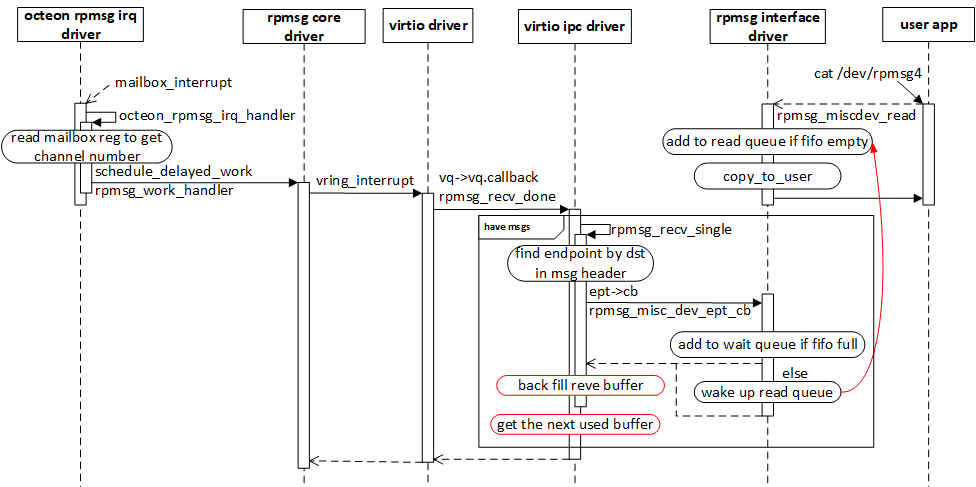 octeon rpmsg irq
driver
rpmsg core
driver
virtio driver
virtio ipc driver
rpmsg interface
driver
user app
mailbox_interrupt
cat /dev/rpmsg4
octeon_rpmsg_irq_handler
rpmsg_miscdev_read
read mailbox reg to get
channel number
add to read queue if fifo empty
schedule_delayed_work
rpmsg_work_handler
vring_interrupt
vq->vq.callback
rpmsg_recv_done
copy_to_user
have msgs
rpmsg_recv_single
find endpoint by dst
in msg header
ept->cb
rpmsg_misc_dev_ept_cb
add to wait queue if fifo full
else
back fill reve buffer
wake up read queue
get the next used buffer